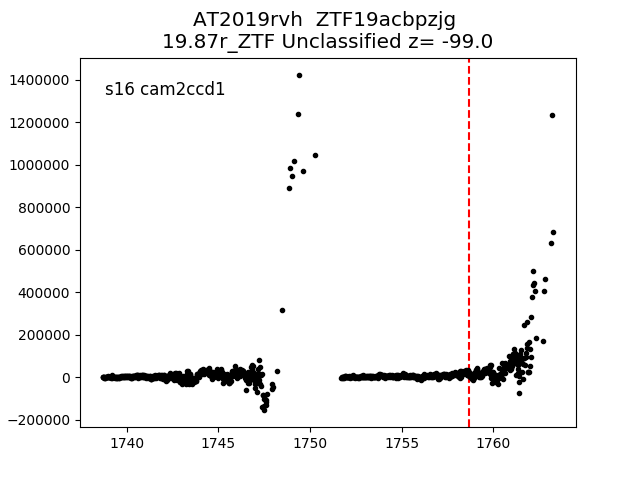 AT2019rvh  ZTF19acbpzjg
19.87r_ZTF Unclassified z= -99.0
s16 cam2ccd1
1400000
1200000
1000000
800000
600000
400000
200000
0
−200000
1740 1745 1750 1755 1760